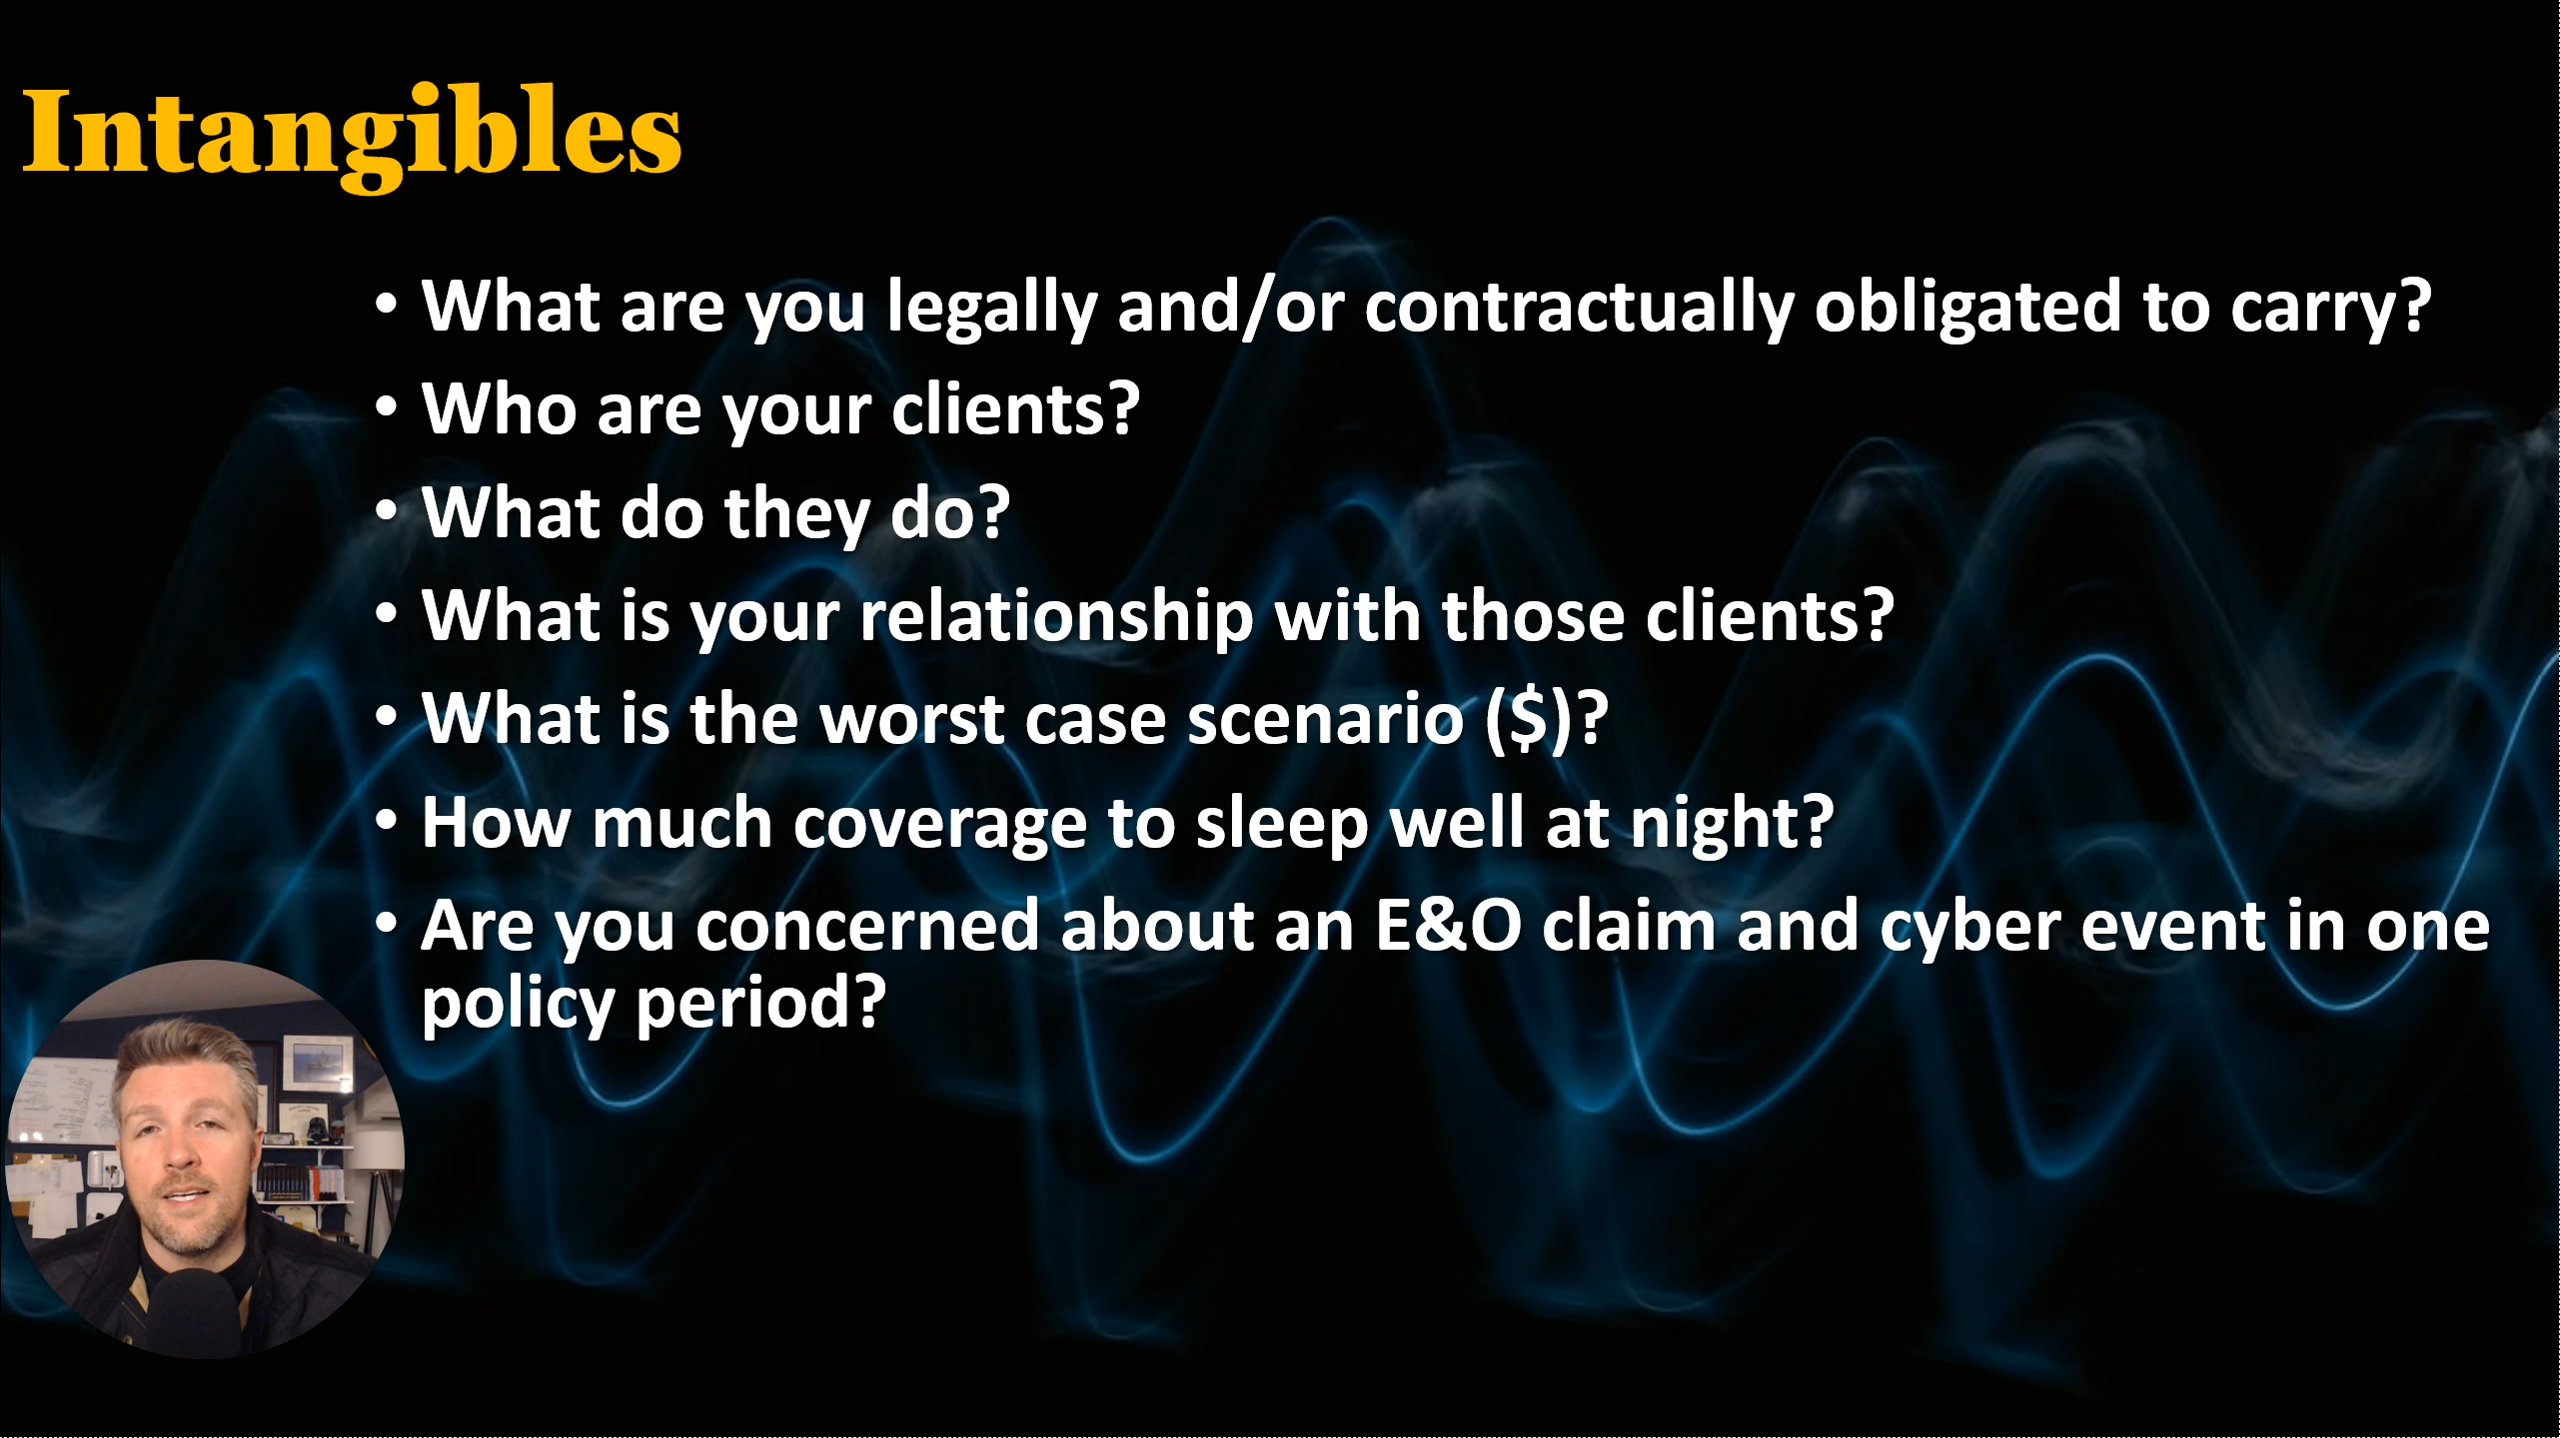 Intangibles
• What are you legally and/or contractually obligated to carry?
• Who are your clients?
• What do they do?
• What is your relationship with those clients?
• What is the worst case scenario ($)?
• How much coverage to sleep well at night?
• Are you concerned about an E&O claim and cyber event in one
policy period?